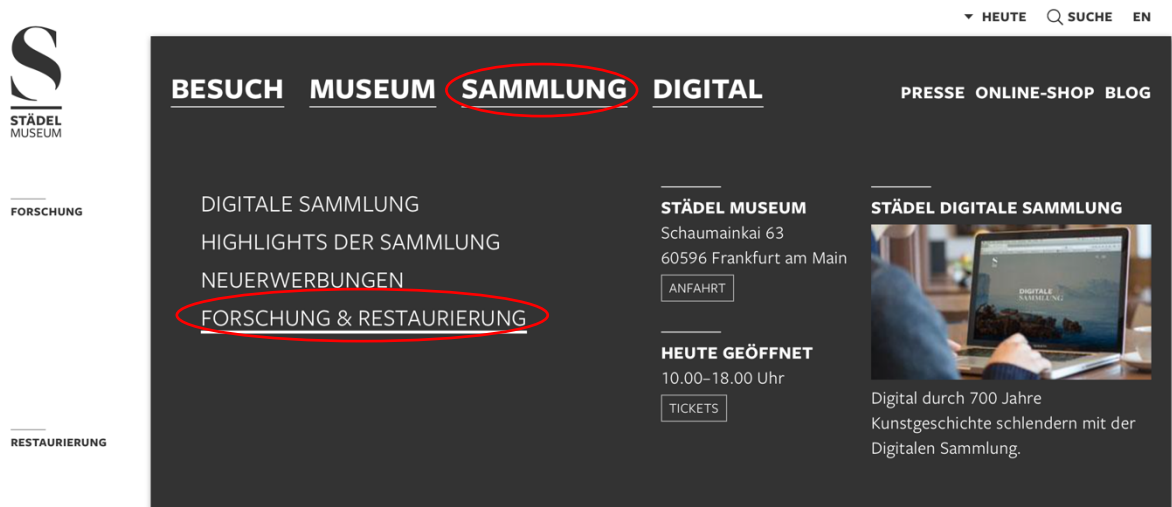 HEUTE SUCHE EN
STÄDEL
MUSEUM
BESUCH MUSEUM SAMMLUNG DIGITAL
PRESSE ONLINE-SHOP BLOG
FORSCHUNG
RESTAURIERUNG
DIGITALE SAMMLUNG
HIGHLIGHTS DER SAMMLUNG
NEUERWERBUNGEN
FORSCHUNG & RESTAURIERUNG
STÄDEL MUSEUM
Schaumainkai 63
60596 Frankfurt am Main
ANFAHRT
HEUTE GEÖFFNET
10.00–18.00 Uhr
TICKETS
STÄDEL DIGITALE SAMMLUNG
DIGITALE
SAMMLUNG
Digital durch 700 Jahre
Kunstgeschichte schlendern mit der
Digitalen Sammlung.